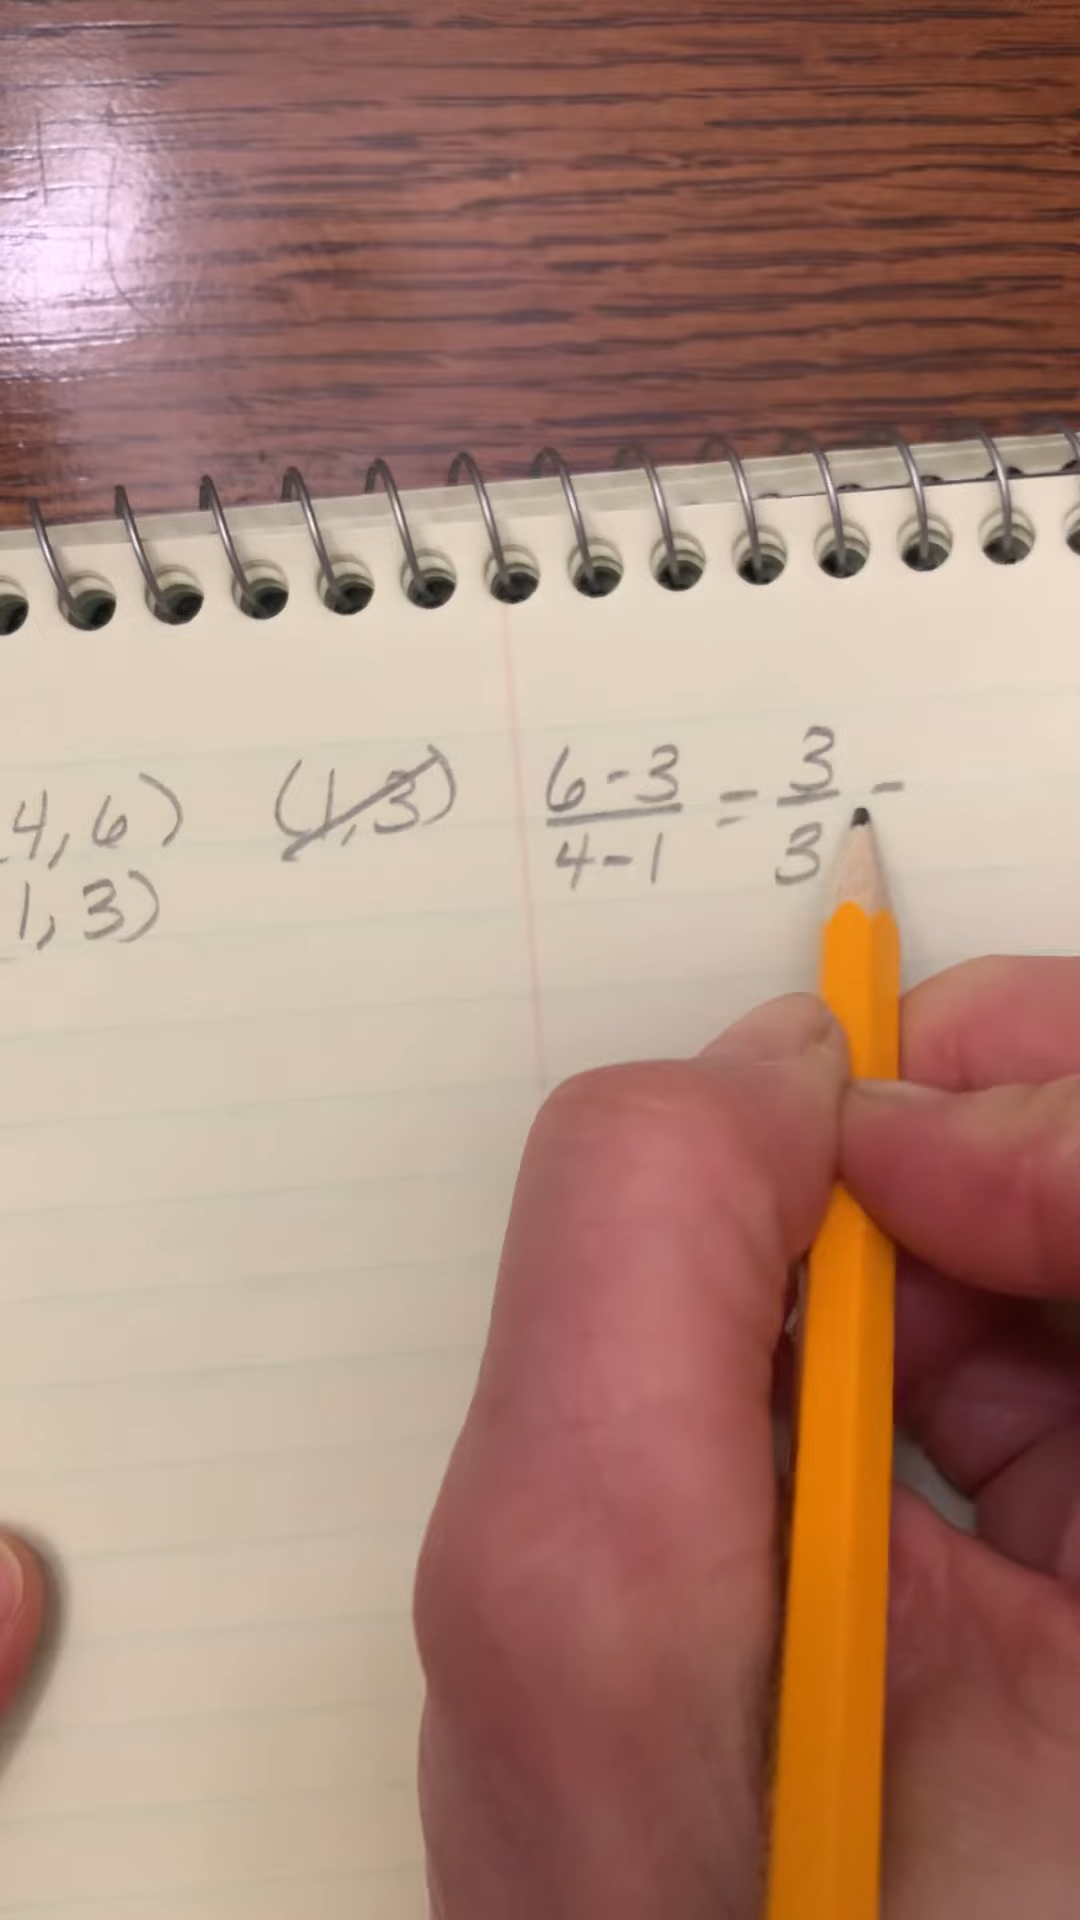 4, 6) (1, 3) 6 - 3 = 3 -
4 - 1 3
1, 3)